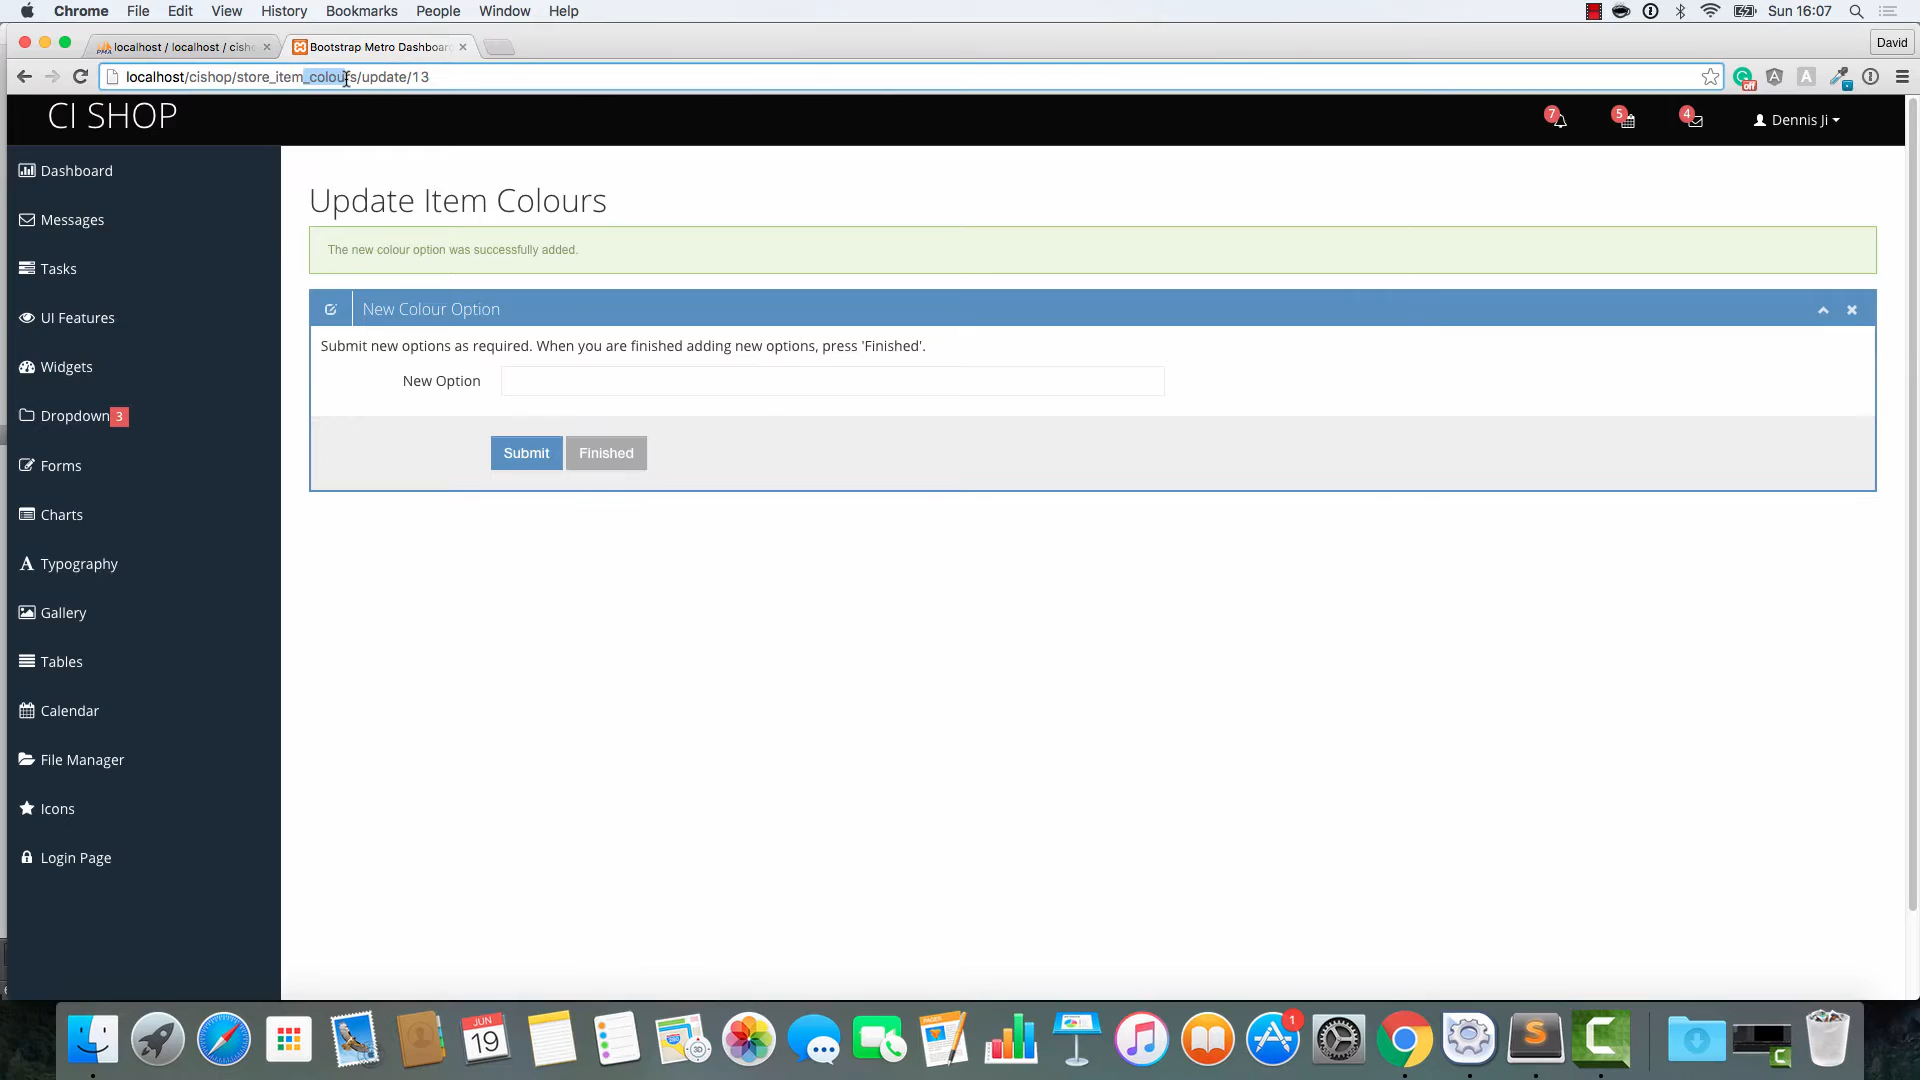 Chrome File Edit View History Bookmarks People Window Help Sun 16:07
localhost / localhost / cish
Bootstrap Metro Dashboar
David
localhost/cishop/store_item_colours/update/13
CI SHOP
7
5
4
Dennis Ji
Dashboard
Messages
Tasks
UI Features
Widgets
Dropdown 3
Forms
Charts
Typography
Gallery
Tables
Calendar
File Manager
Icons
Login Page
Update Item Colours
The new colour option was successfully added.
New Colour Option
Submit new options as required. When you are finished adding new options, press 'Finished'.
New Option
Submit
Finished
JUN
19
1